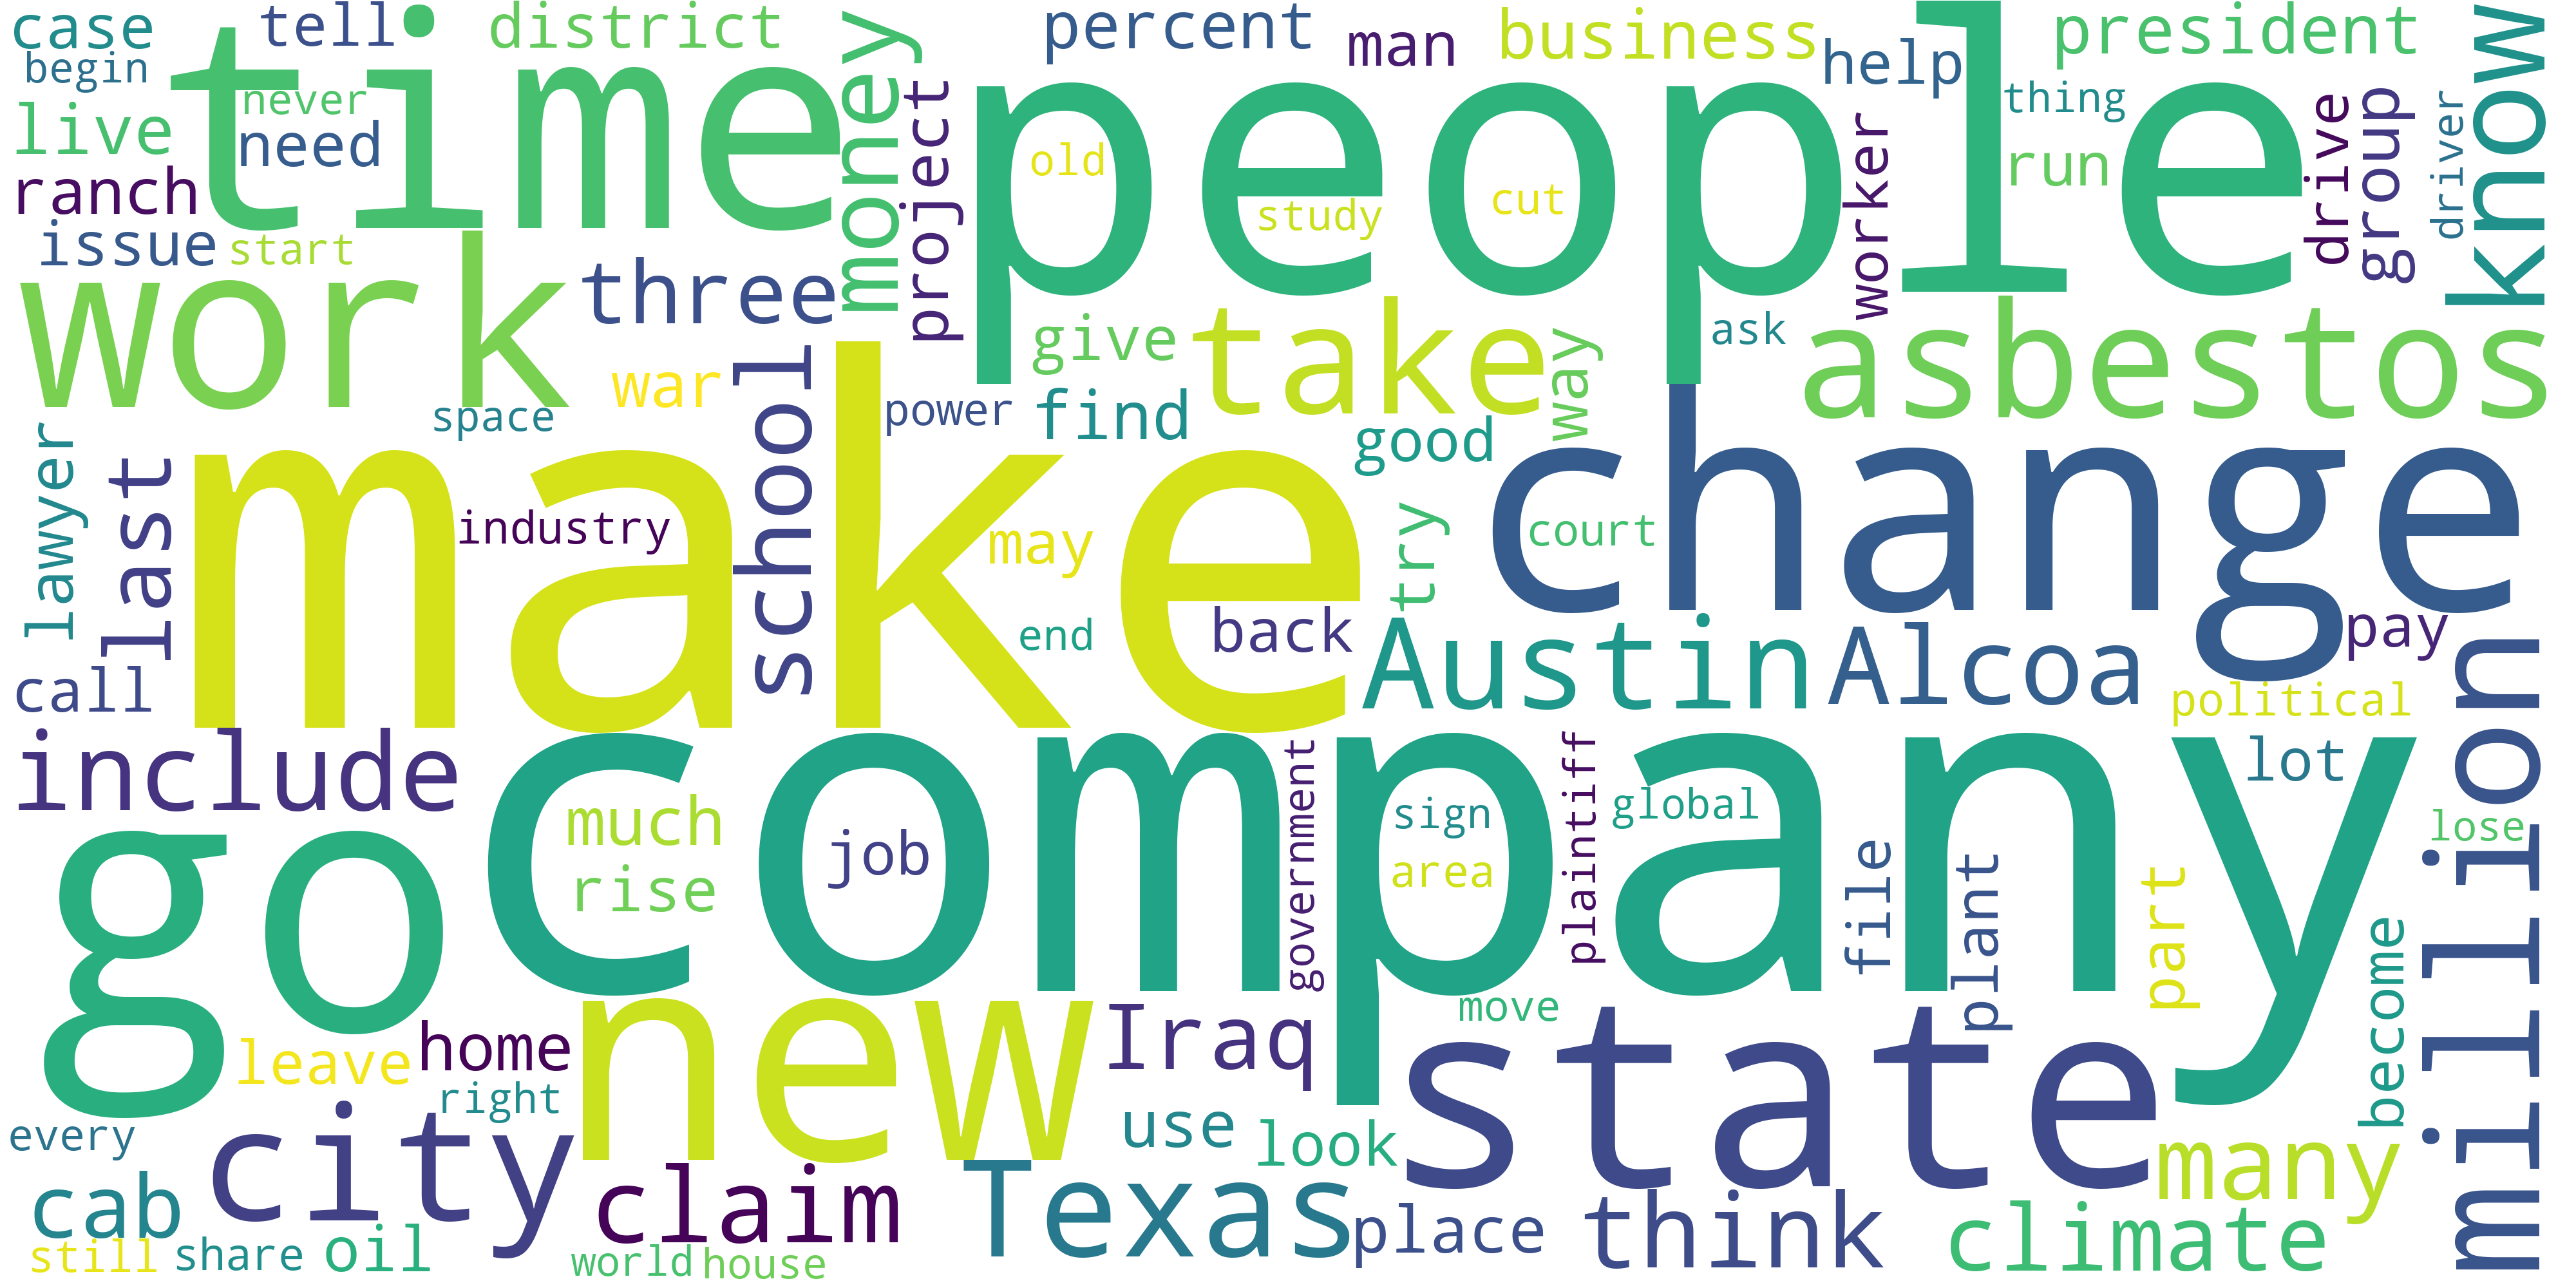 case
tell
district
percent
man
business
president
begin
time
money
people
help
know
live
never
need
project
old
study
cut
worker
thing
run
drive
group
driver
ranch
issue
start
work
three
school
war
space
power
give
find
take
good
way
ask
asbestos
lawyer
last
make
industry
may
end
back
try
court
change
Austin
Alcoa
pay
political
call
include
company
much
rise
job
government
sign
area
plaintiff
global
file
plant
part
lot
lose
million
become
go
new
leave
home
right
Iraq
move
state
every
city
cab
claim
use
look
Texas
place
think
many
climate
still
share
oil
world
house